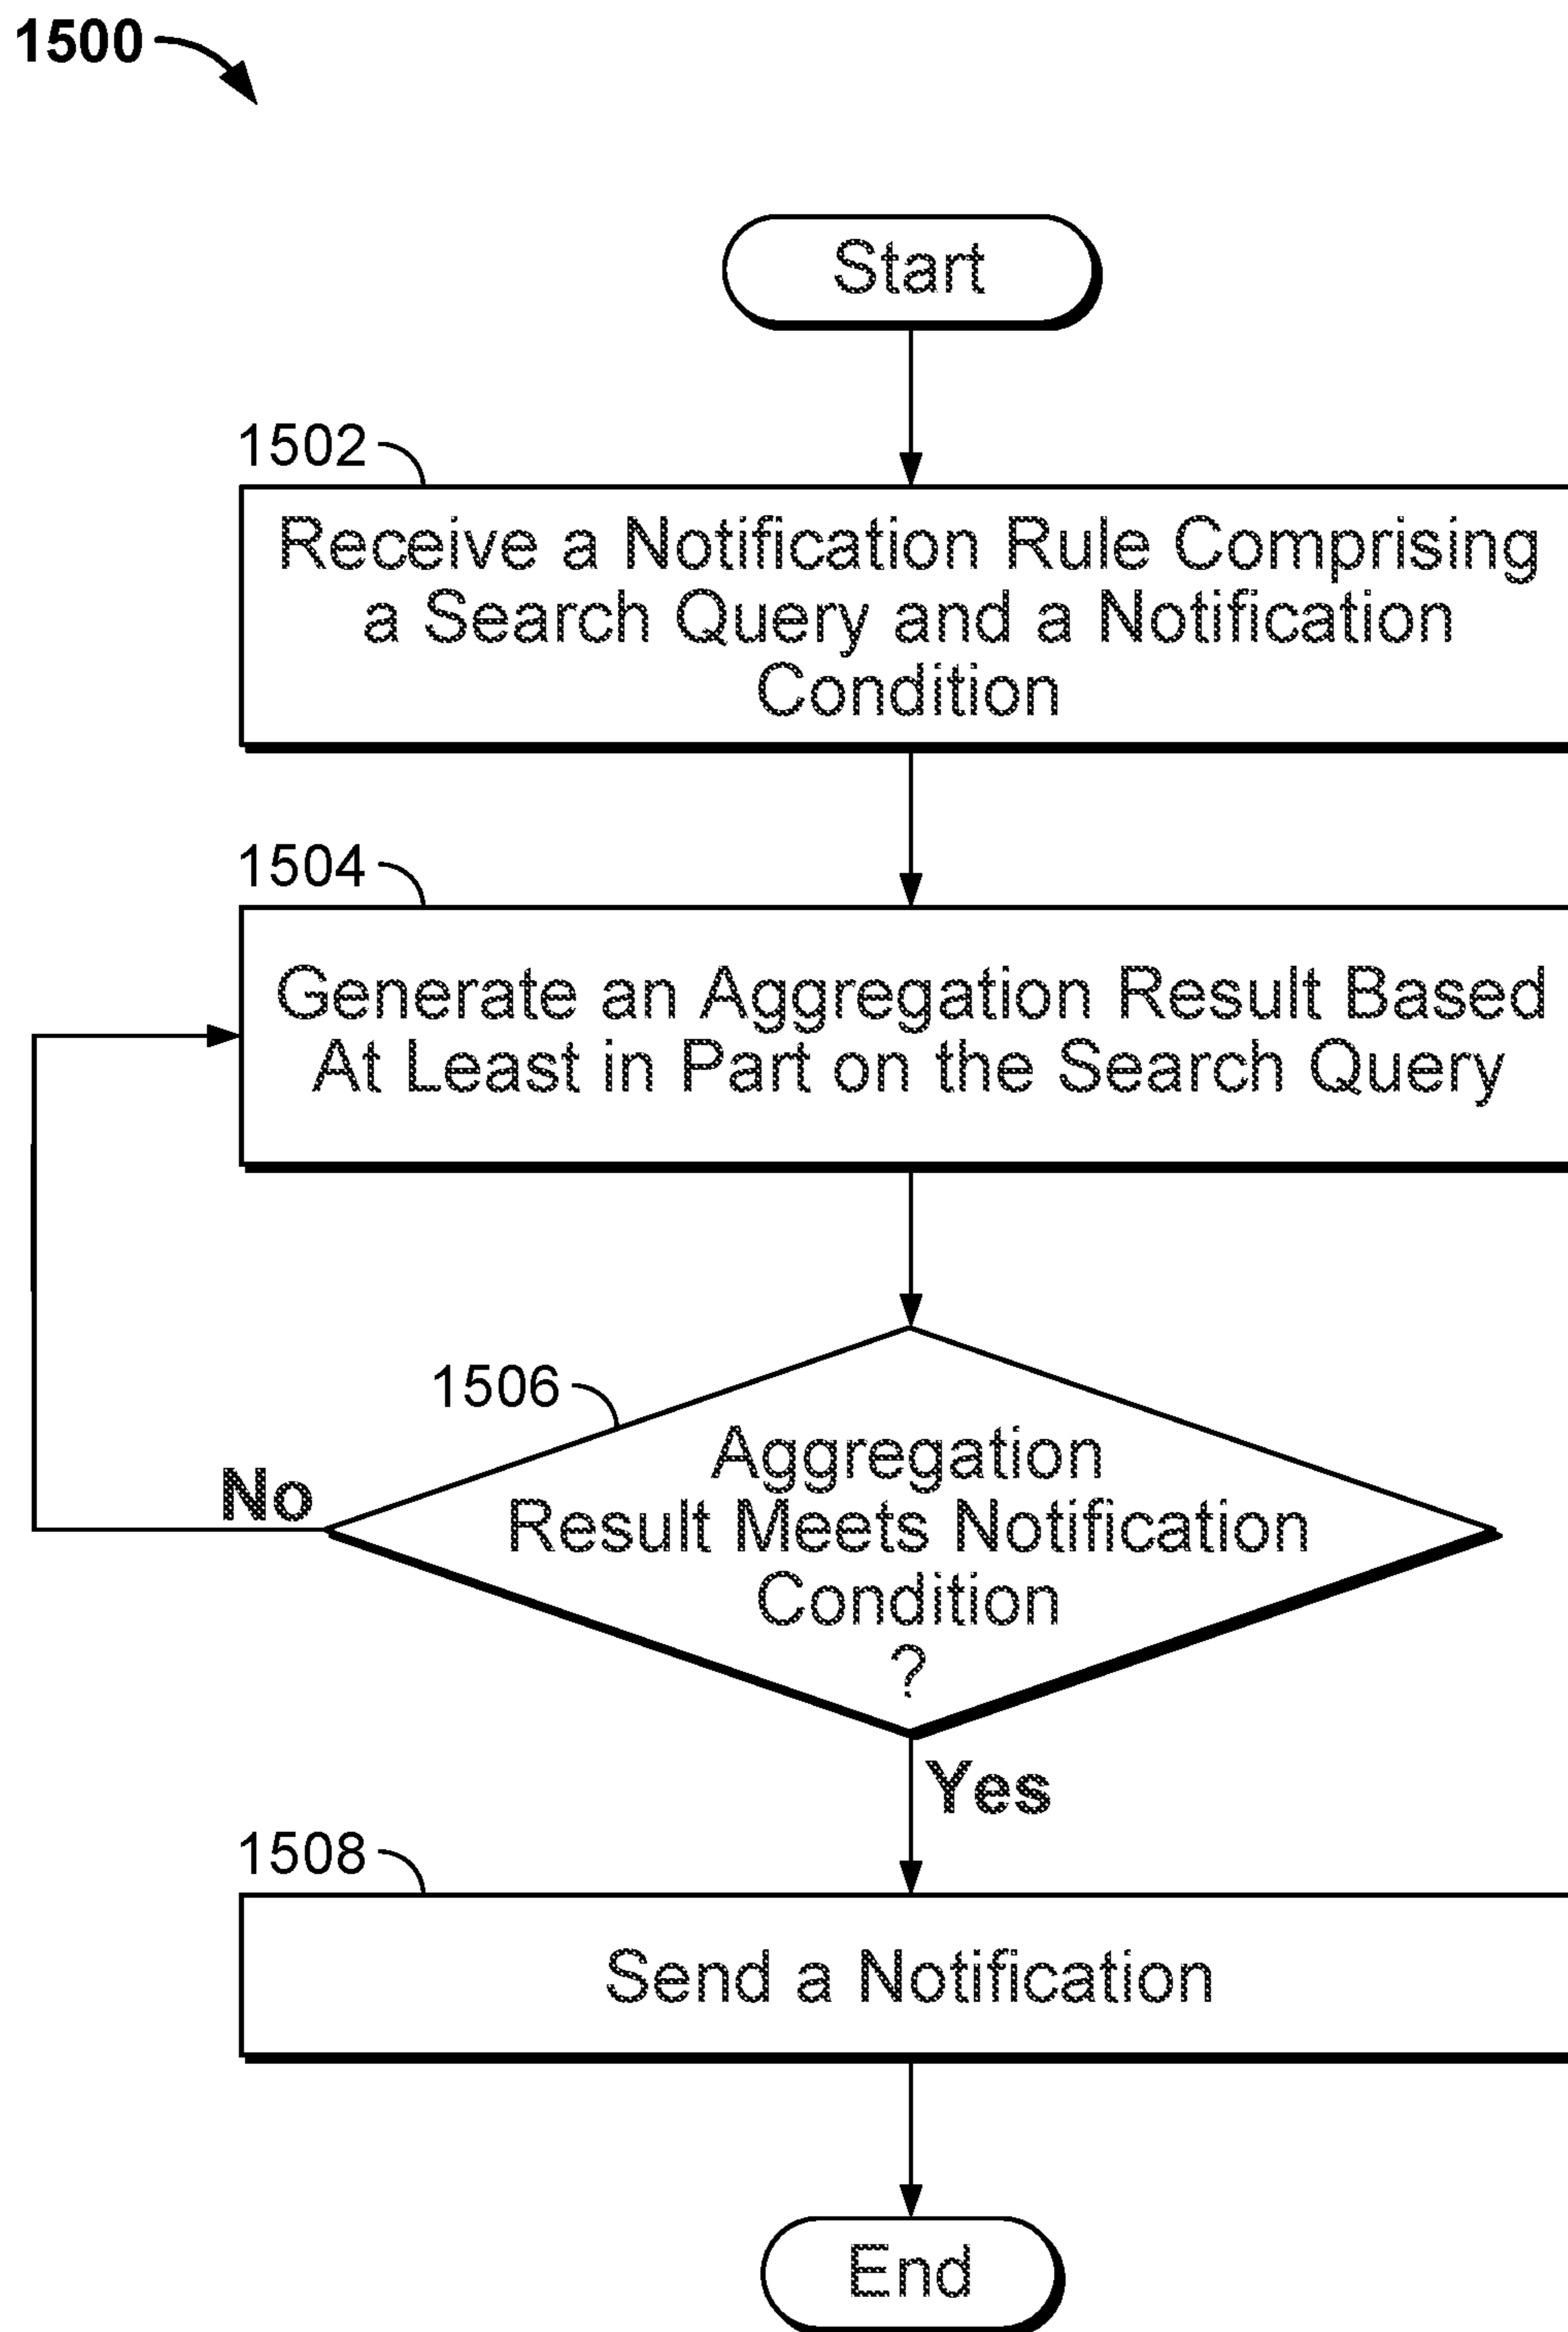 1500
Start
1502
Receive a Notification Rule Comprising
a Search Query and a Notification
Condition
1504
Generate an Aggregation Result Based
At Least in Part on the Search Query
1506
Aggregation
Result Meets Notification
Condition
?
No
Yes
1508
Send a Notification
End